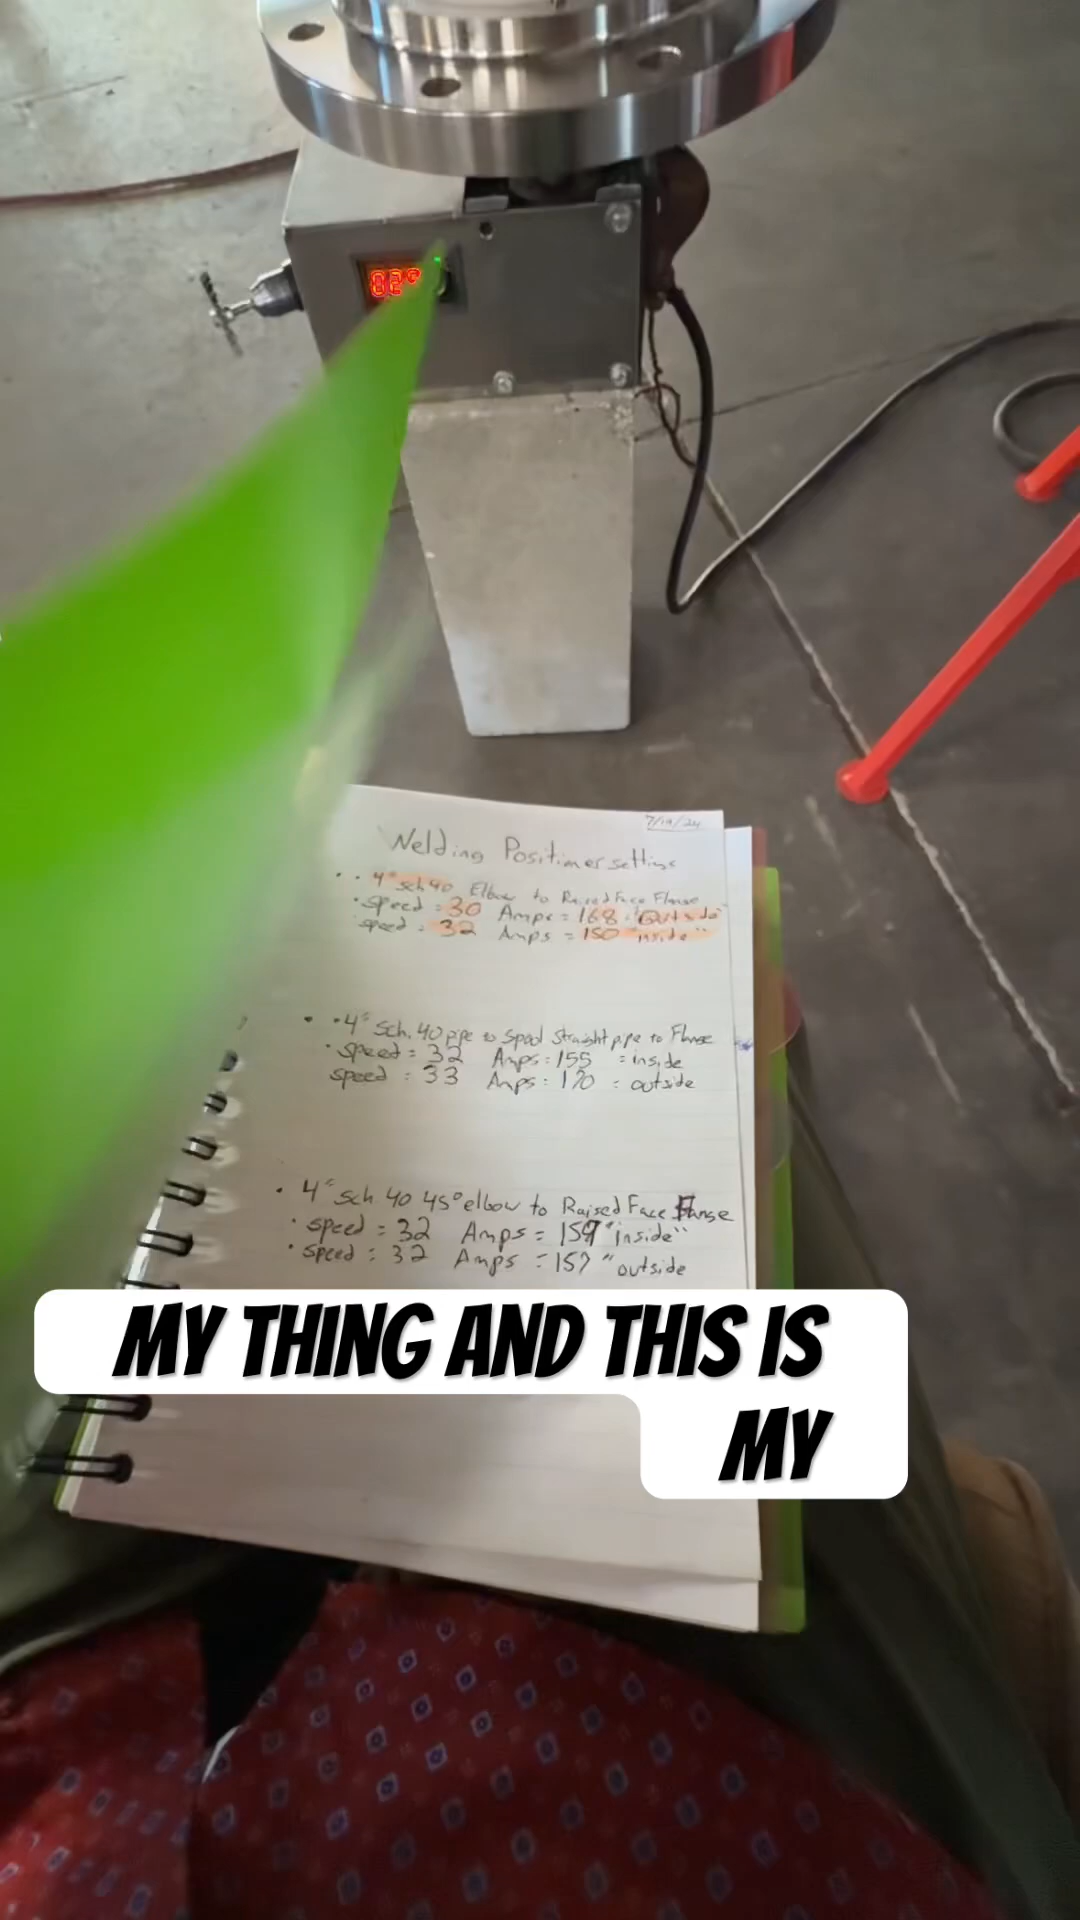 7/19/24
Welding Positioner settings
4" sch 40 Elbow to Raised Face Flange
speed = 30 Amps = 168 "Outside"
speed = 32 Amps = 150 "inside"
4" Sch. 40 pipe to Spool Straight pipe to Flange
speed = 32 Amps = 155 = inside
speed = 33 Amps = 170 = outside
4" sch 40 45° elbow to Raised Face Flange
speed = 32 Amps = "inside"
speed = 32 Amps = 157 "outside
MY THING AND THIS IS
MY